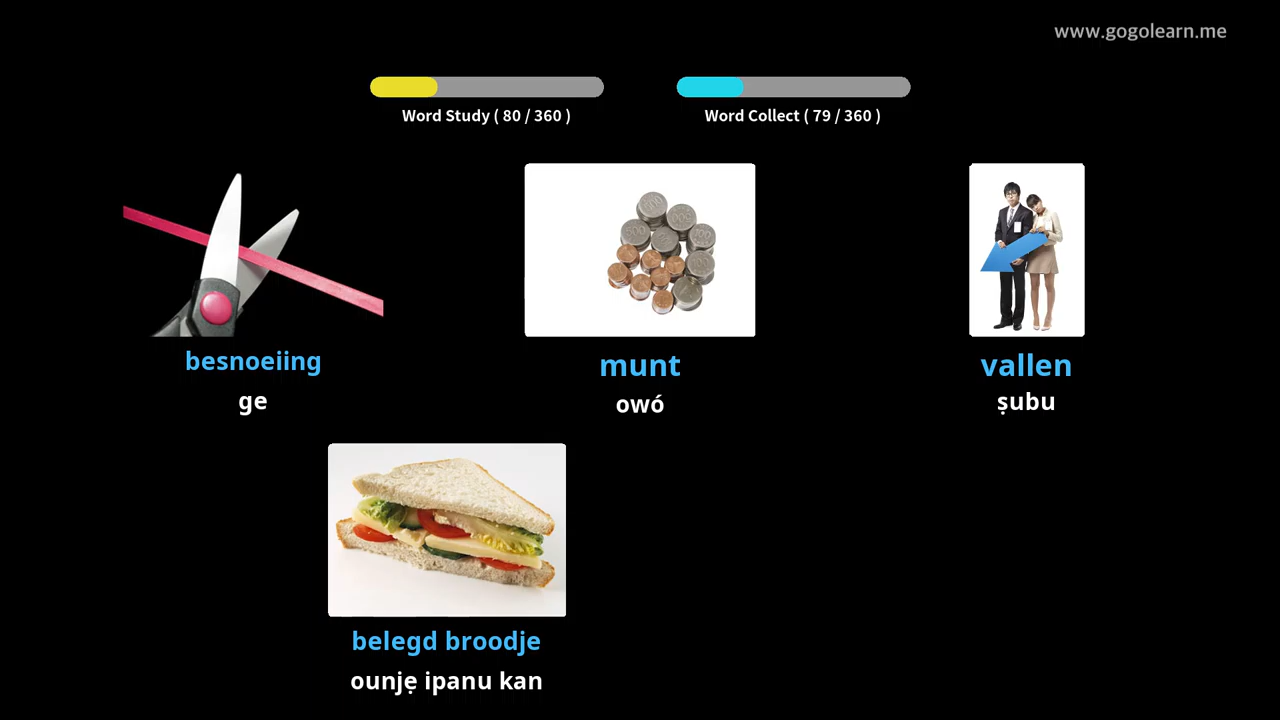 www.gogolearn.me
Word Study ( 80 / 360 )
Word Collect ( 79 / 360 )
besnoeiing
munt
vallen
ge
owó
ṣubu
belegd broodje
ounjẹ ipanu kan